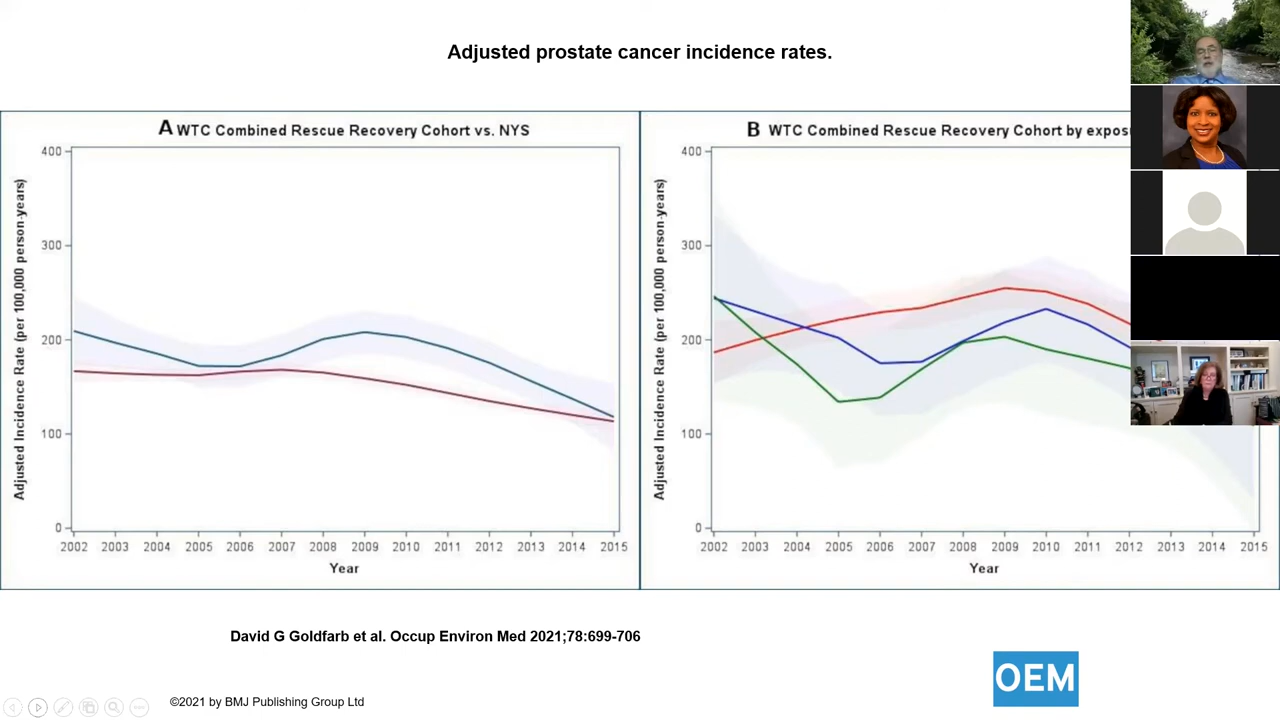 Adjusted prostate cancer incidence rates.
A WTC Combined Rescue Recovery Cohort vs. NYS
Adjusted Incidence Rate (per 100,000 person-years)
400
300
200
100
0
2002 2003 2004 2005 2006 2007 2008 2009 2010 2011 2012 2013 2014 2015
Year
B WTC Combined Rescue Recovery Cohort by
Adjusted Incidence Rate (per 100,000 person-years)
400
300
200
100
0
2002 2003 2004 2005 2006 2007 2008 2009 2010 2011 2012 2013 2014 2015
Year
David G Goldfarb et al. Occup Environ Med 2021;78:699-706
OEM
©2021 by BMJ Publishing Group Ltd